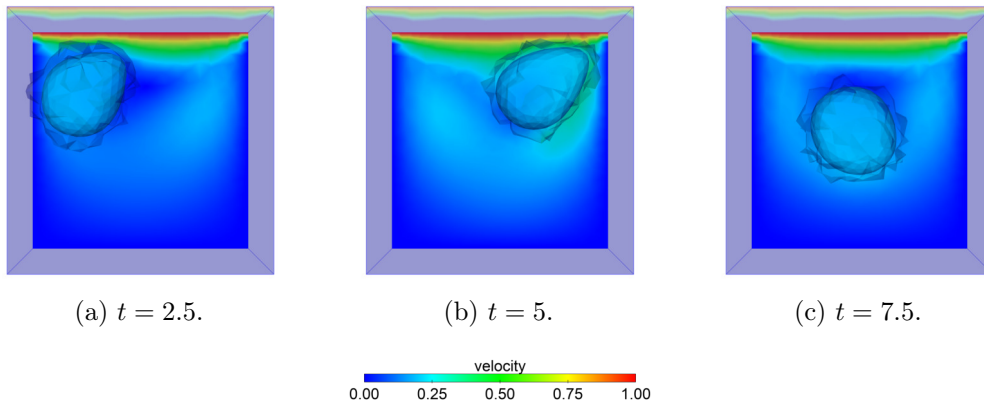 (a) t = 2.5.
(b) t = 5.
(c) t = 7.5.
velocity
0.00 0.25 0.50 0.75 1.00